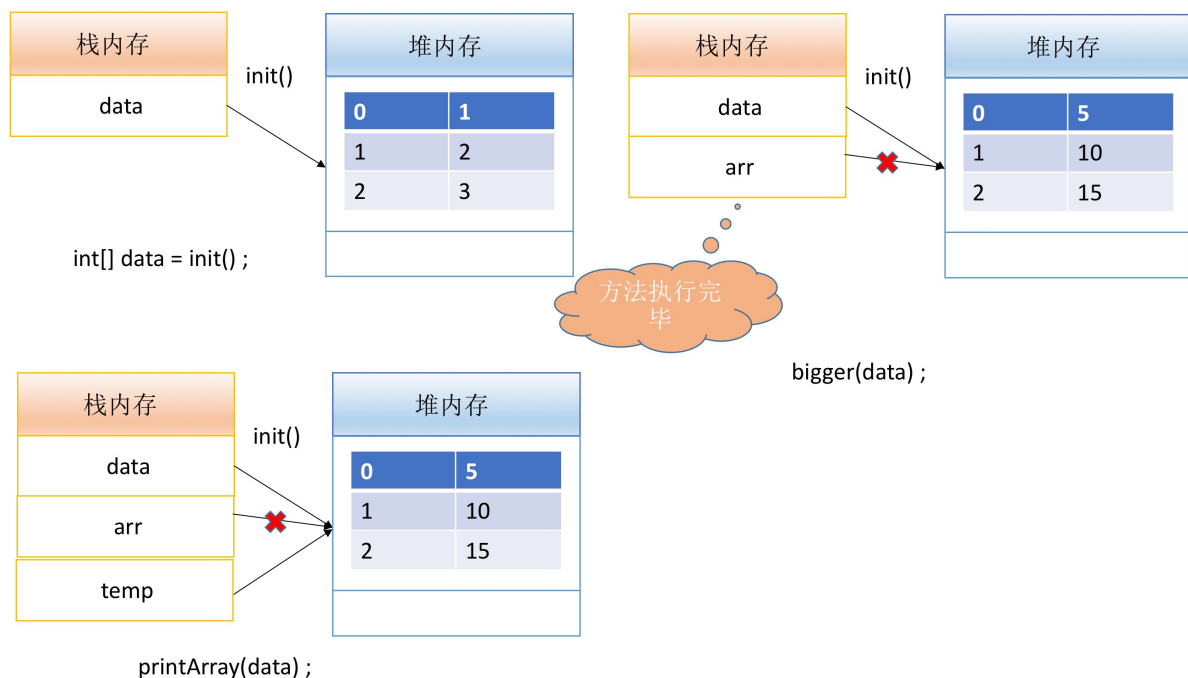 栈内存
data
init()
堆内存
0 1
1 2
2 3
int[] data = init() ;
栈内存
data
arr
init()
堆内存
0 5
1 10
2 15
方法执行完
毕
bigger(data) ;
栈内存
data
arr
temp
init()
堆内存
0 5
1 10
2 15
printArray(data) ;